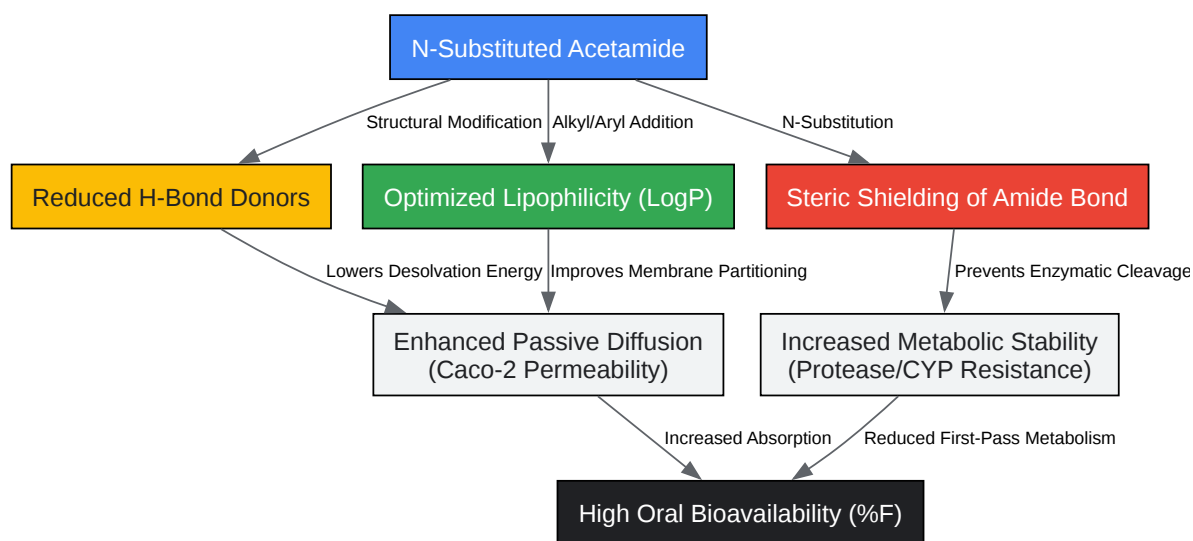 N-Substituted Acetamide
Structural Modification
Alkyl/Aryl Addition
N-Substitution
Reduced H-Bond Donors
Optimized Lipophilicity (LogP)
Steric Shielding of Amide Bond
Lowers Desolvation Energy
Improves Membrane Partitioning
Prevents Enzymatic Cleavage
Enhanced Passive Diffusion
(Caco-2 Permeability)
Increased Metabolic Stability
(Protease/CYP Resistance)
Increased Absorption
Reduced First-Pass Metabolism
High Oral Bioavailability (%F)